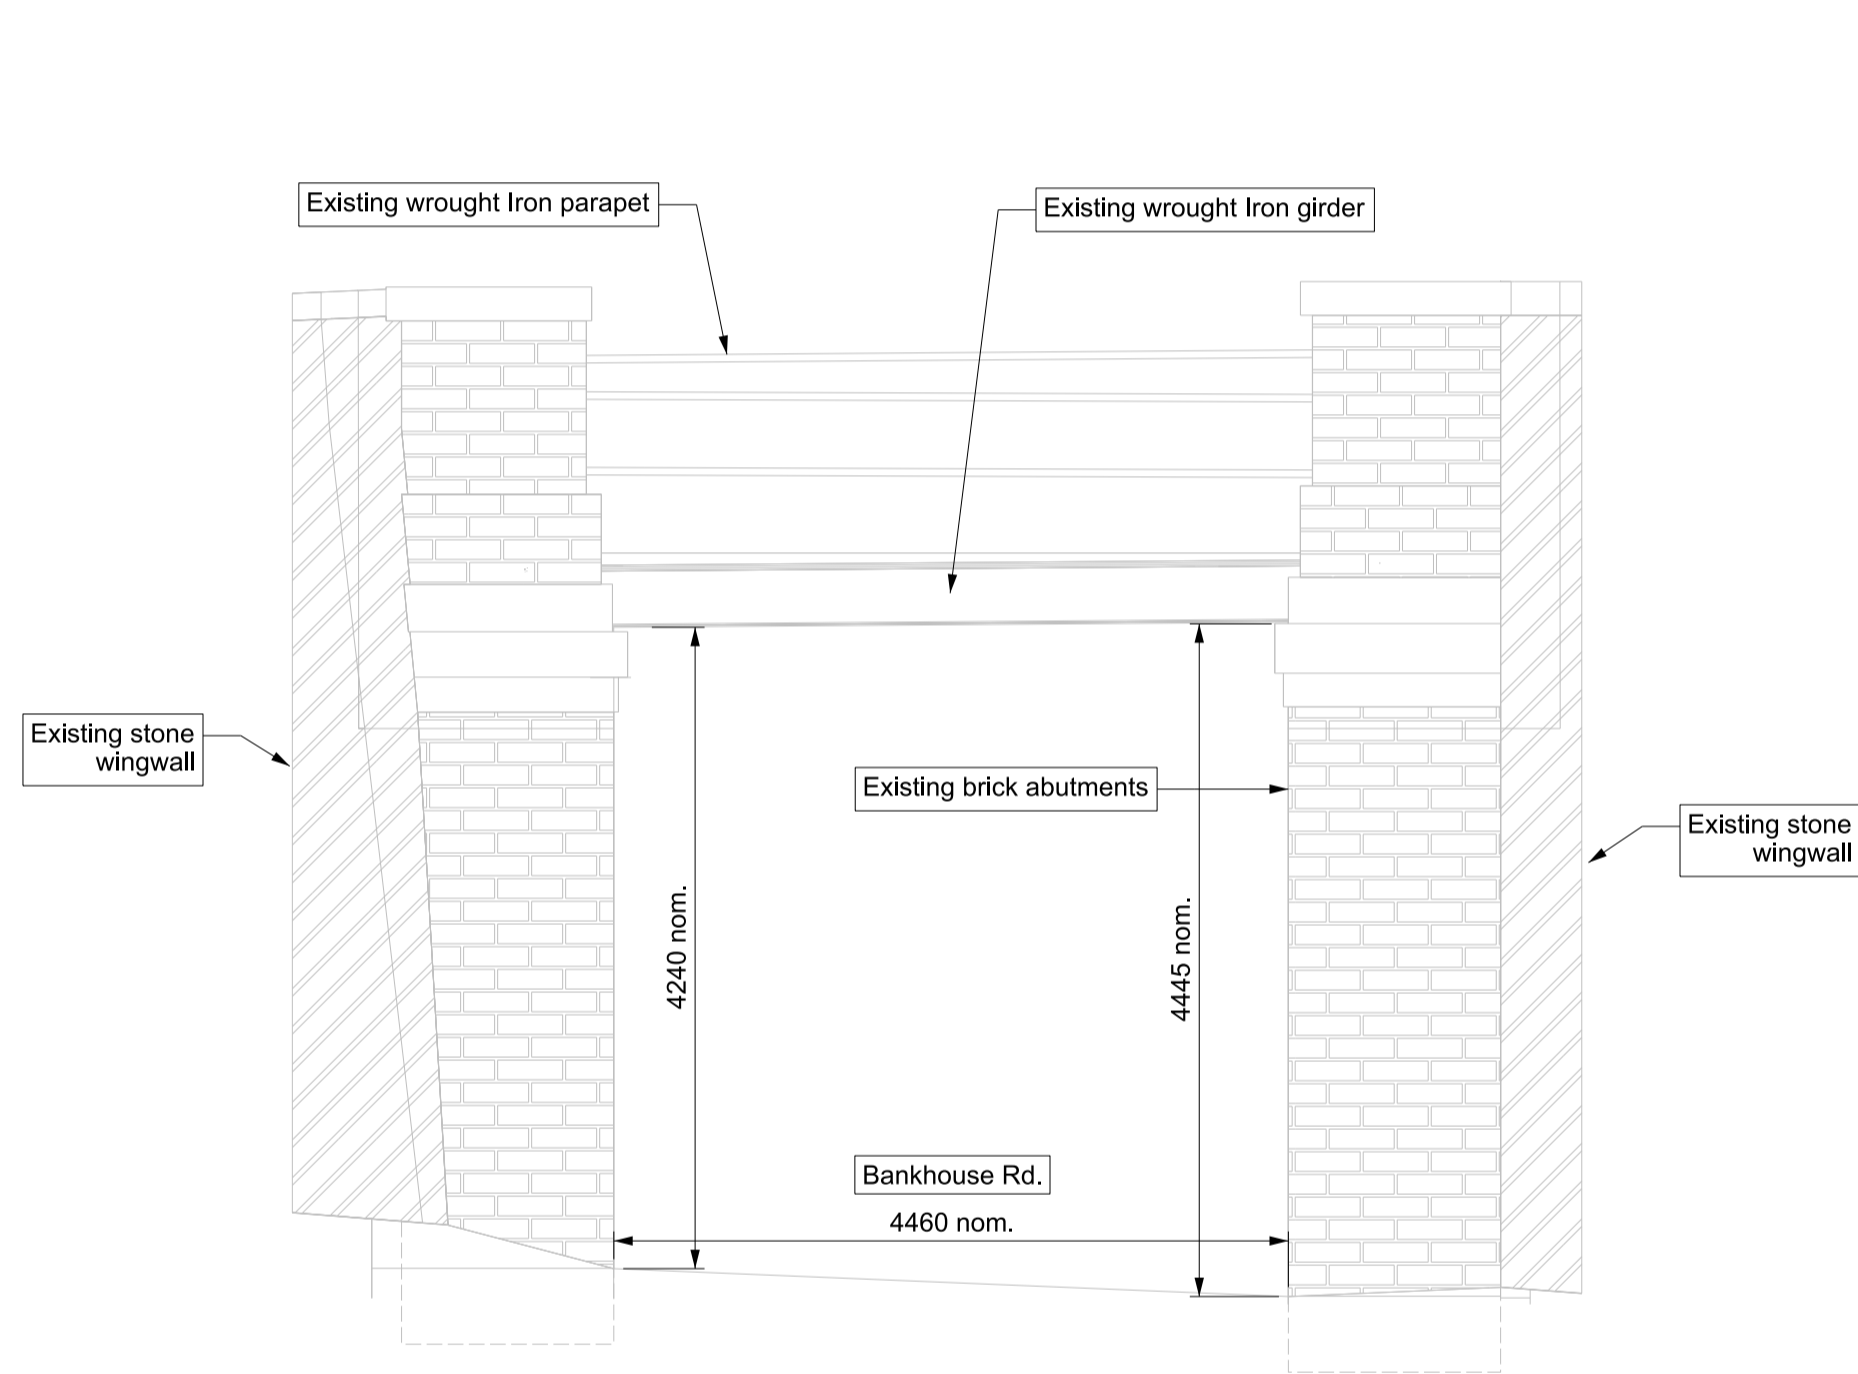 Existing wrought Iron parapet
Existing wrought Iron girder
Existing stone
wingwall
Existing brick abutments
Existing stone
wingwall
4240 nom.
4445 nom.
Bankhouse Rd.
4460 nom.